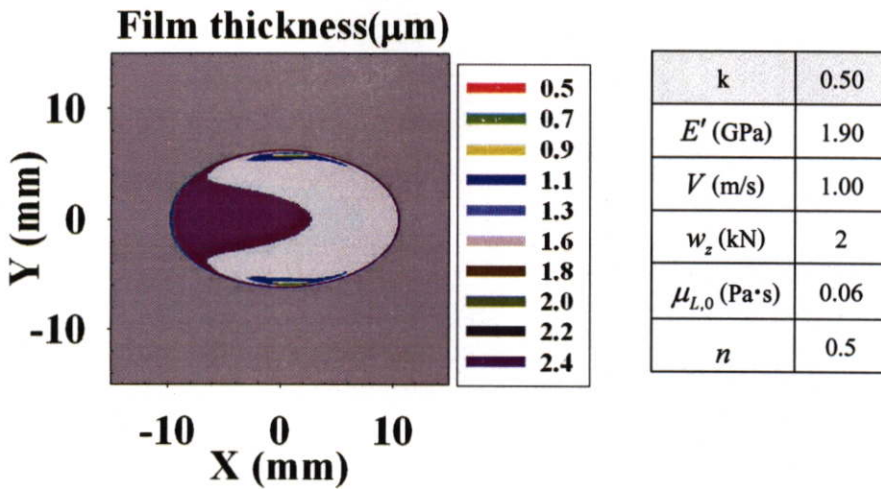 Film thickness(μm)
Y (mm)
10
0
-10
-10 0 10
X (mm)
0.5
0.7
0.9
1.1
1.3
1.6
1.8
2.0
2.2
2.4
k 0.50
E′ (GPa) 1.90
V (m/s) 1.00
w_z (kN) 2
μ_L,0 (Pa·s) 0.06
n 0.5